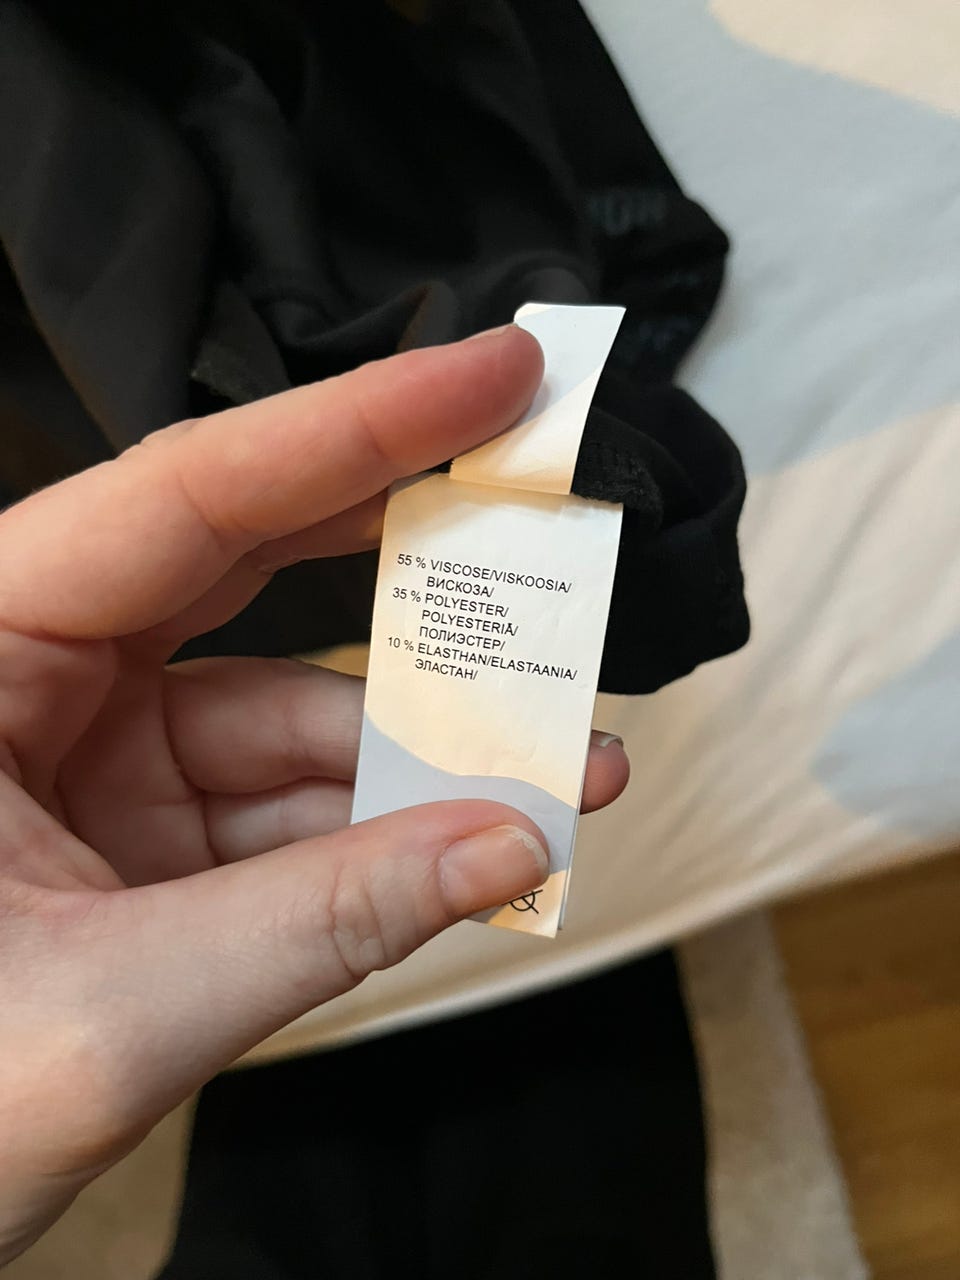 55 % VISCOSE/VISKOOSIA/
ВИСКОЗА/
35 % POLYESTER/
POLYESTERIÄ/
ПОЛИЭСТЕР/
10 % ELASTHAN/ELASTAANIA/
ЭЛАСТАН/